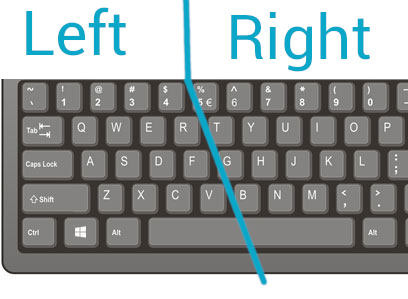 Left Right
~ ! @ # $ % ^ & * ( ) _
` 1 2 3 4 5 € 6 7 8 9 0
Tab Q W E R T Y U I O P
Caps Lock A S D F G H J K L : ;
Shift Z X C V B N M < , > .
Ctrl Alt Alt